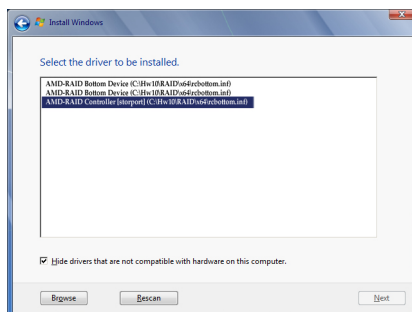 Install Windows
Select the driver to be installed.
AMD-RAID Bottom Device (C:\Hw10\RAID\x64\rcbottom.inf)
AMD-RAID Bottom Device (C:\Hw10\RAID\x64\rcbottom.inf)
AMD-RAID Controller [storport] (C:\Hw10\RAID\x64\rcbottom.inf)
Hide drivers that are not compatible with hardware on this computer.
Browse
Rescan
Next